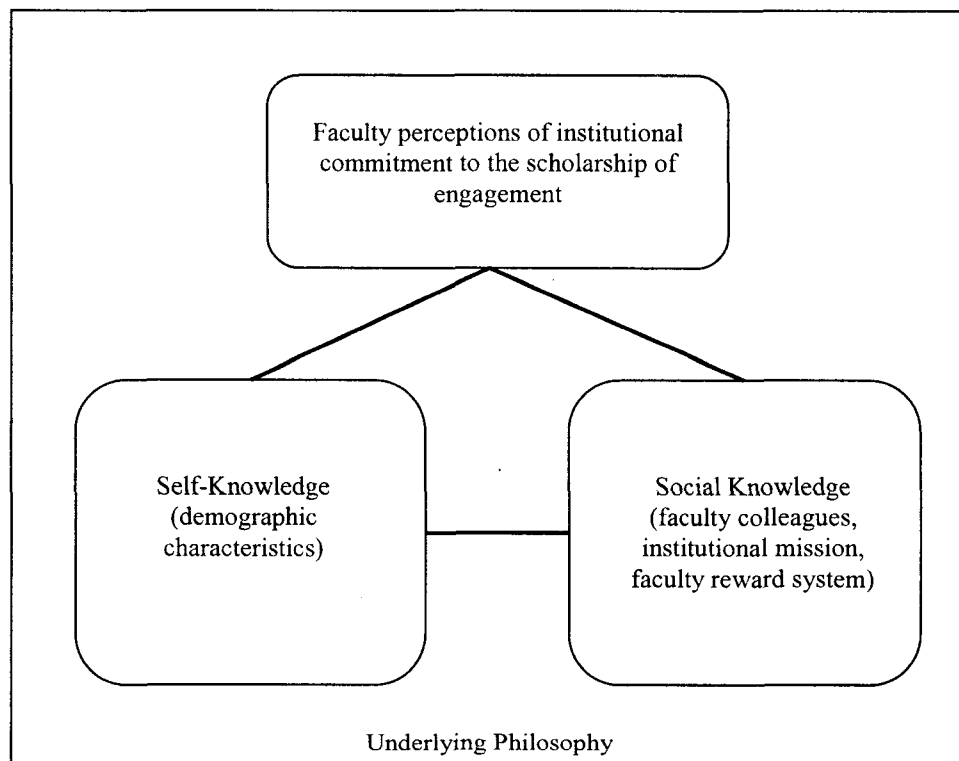 Faculty perceptions of institutional
commitment to the scholarship of
engagement
Self-Knowledge
(demographic
characteristics)
Social Knowledge
(faculty colleagues,
institutional mission,
faculty reward system)
Underlying Philosophy